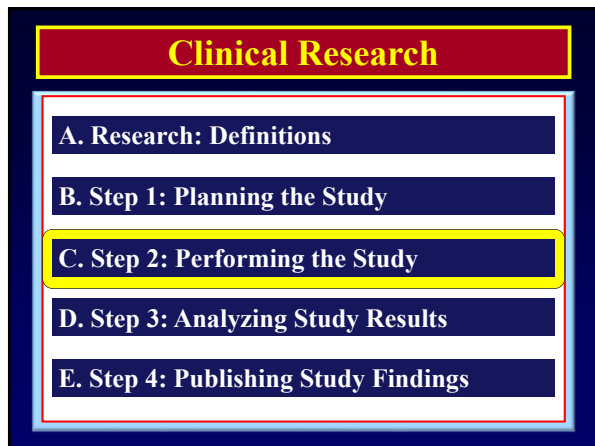 Clinical Research
A. Research: Definitions
B. Step 1: Planning the Study
C. Step 2: Performing the Study
D. Step 3: Analyzing Study Results
E. Step 4: Publishing Study Findings